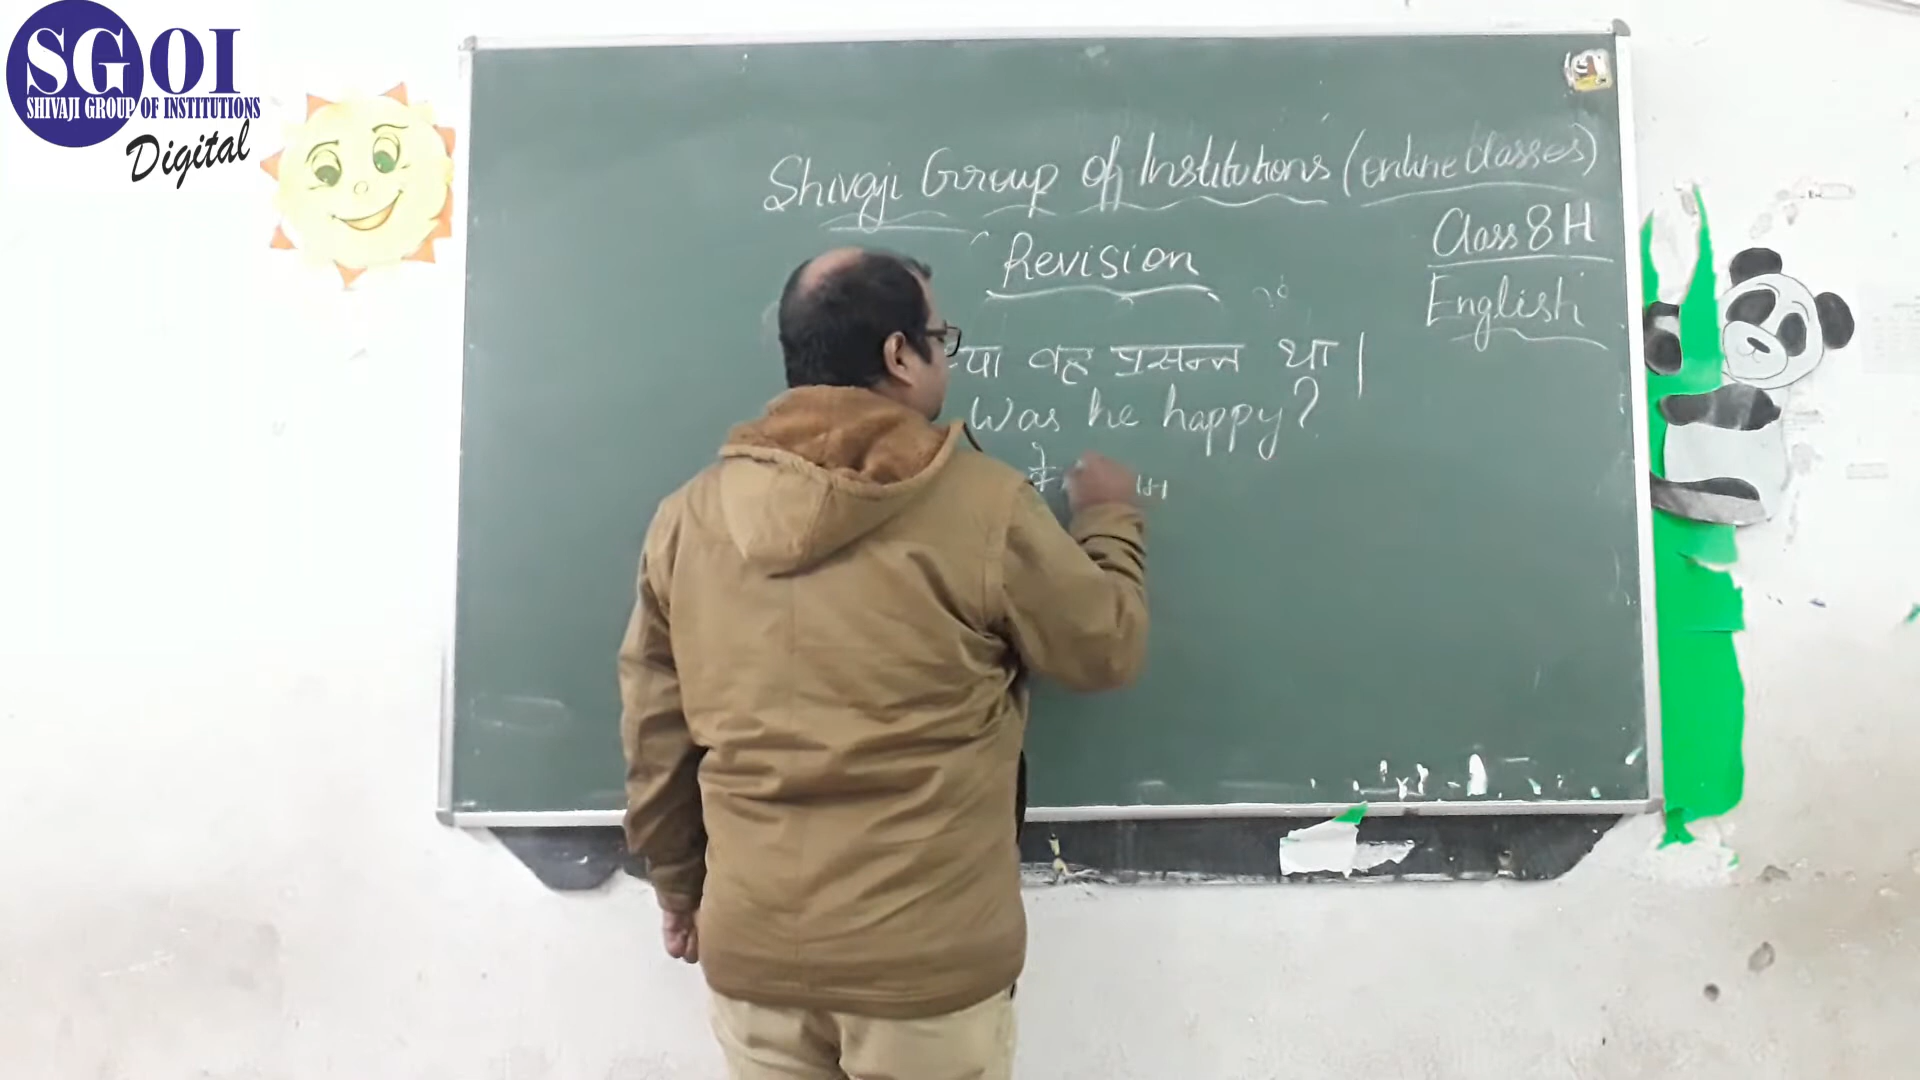 SGOI
SHIVAJI GROUP OF INSTITUTIONS
Digital
Shivaji Group of Institutions (online classes)
Class 8 H
Revision
English
वह प्रसन्न था |
Was he happy?